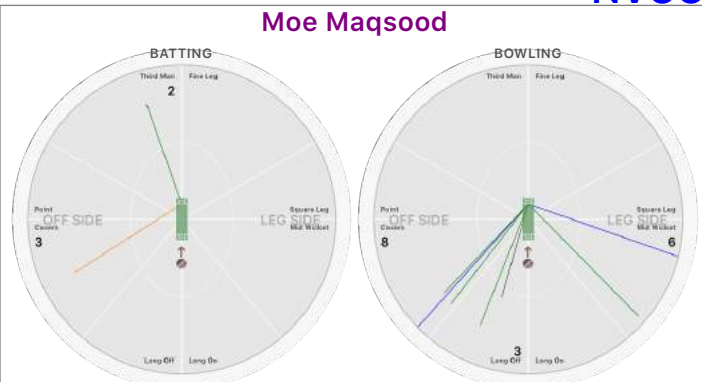 NVCC
Moe Maqsood
BATTING
Third Man
Fine Leg
2
Point
Covers
OFF SIDE
3
Square Leg
Mid Wicket
LEG SIDE
Long Off
Long On
BOWLING
Third Man
Fine Leg
Point
Covers
OFF SIDE
8
Square Leg
Mid Wicket
LEG SIDE
6
3
Long Off
Long On